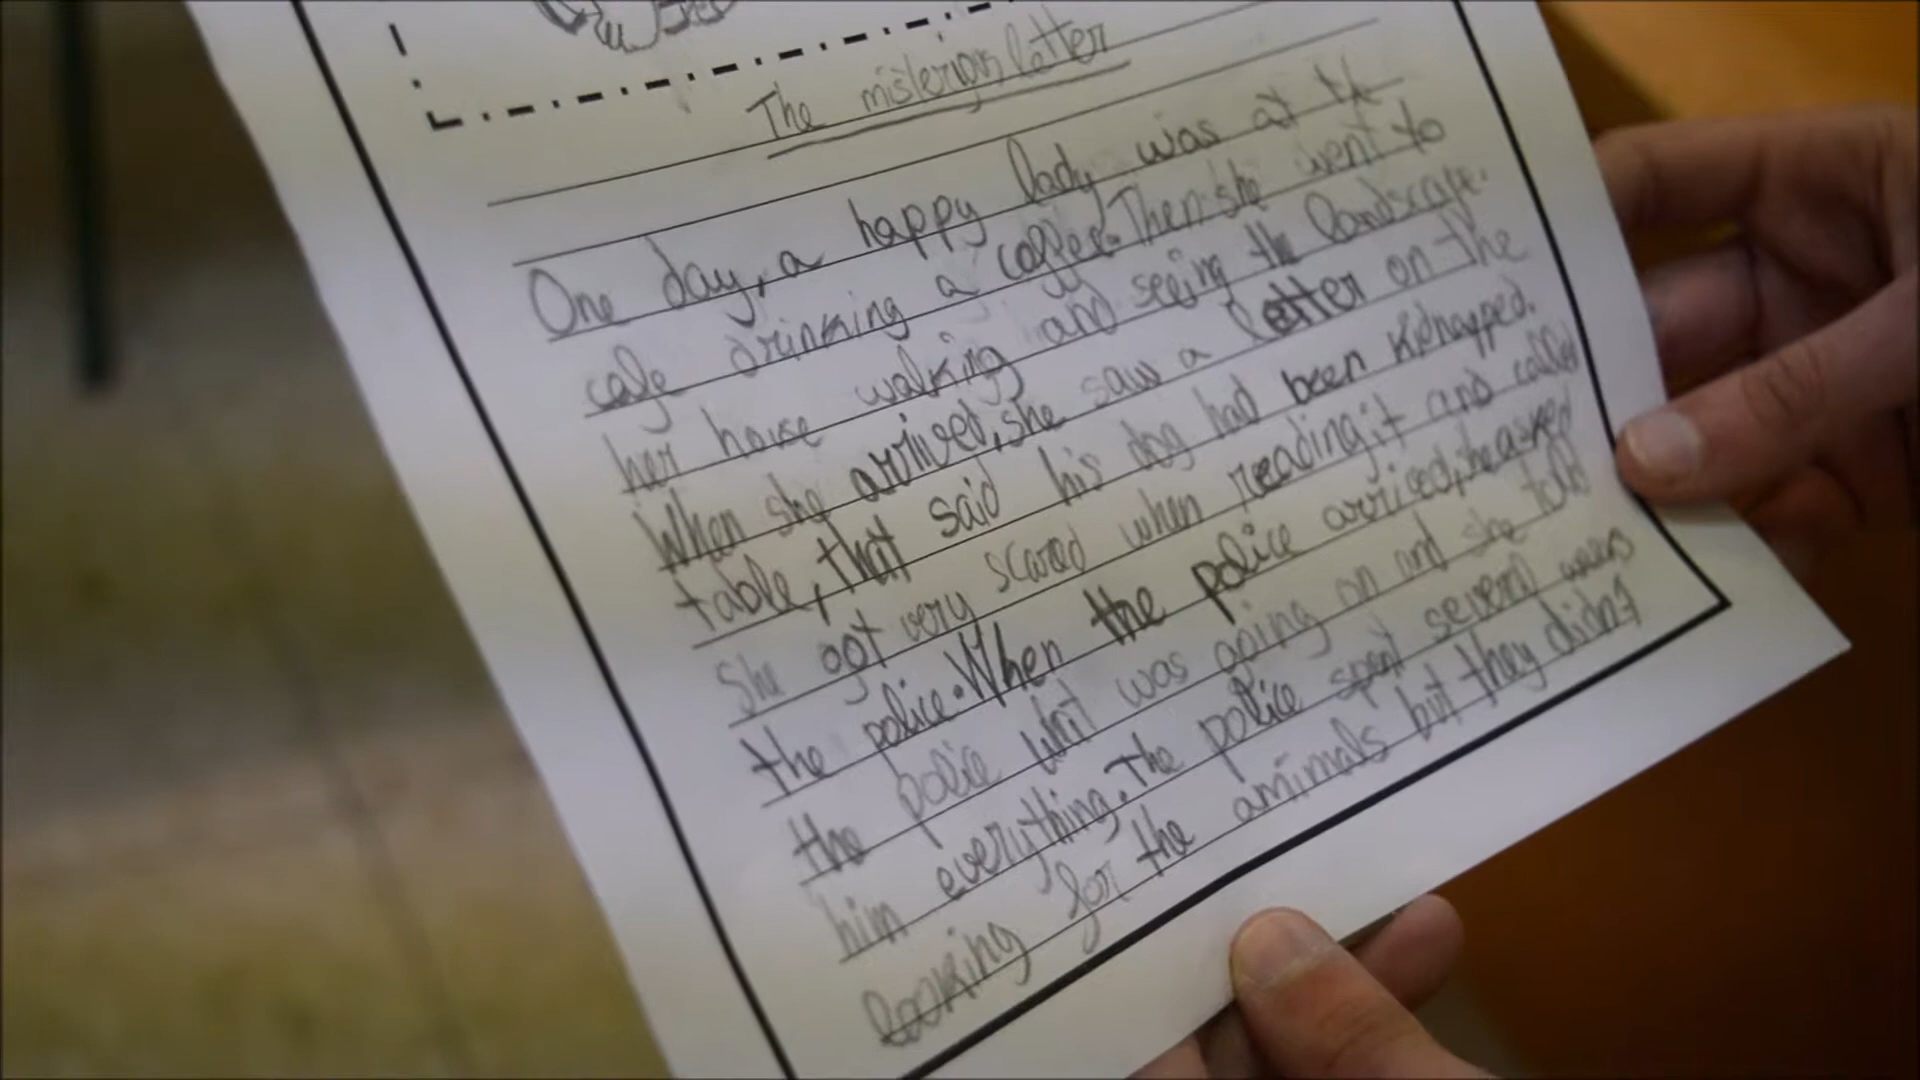 The misterious letter
One day, a happy lady was at the
cafe drinking a coffee. Then she went to
her house walking and seeing the landscape.
When she arrived, she saw a letter on the
table, that said his dog had been kidnapped.
She got very scared when reading it and called
the police. When the police arrived, he asked
the police wat was going on and she told
him everything. The police spent several weers
looking for the animals but they didn't